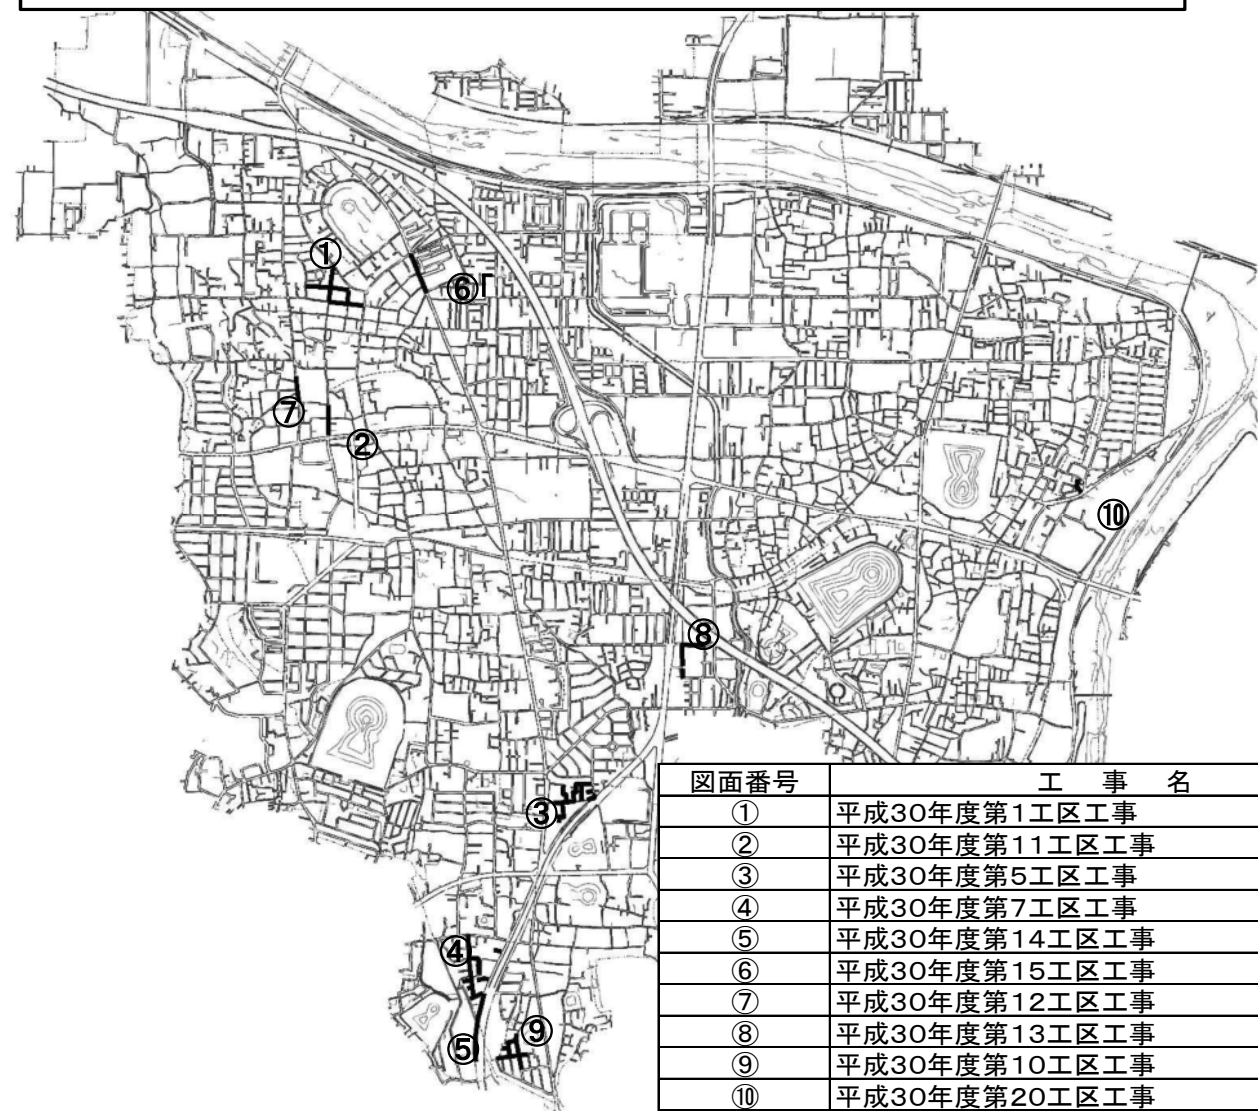 ①
⑥
⑦
②
⑩
⑧
③
④
⑨
⑤
図面番号 工 事 名
① 平成30年度第1工区工事
② 平成30年度第11工区工事
③ 平成30年度第5工区工事
④ 平成30年度第7工区工事
⑤ 平成30年度第14工区工事
⑥ 平成30年度第15工区工事
⑦ 平成30年度第12工区工事
⑧ 平成30年度第13工区工事
⑨ 平成30年度第10工区工事
⑩ 平成30年度第20工区工事